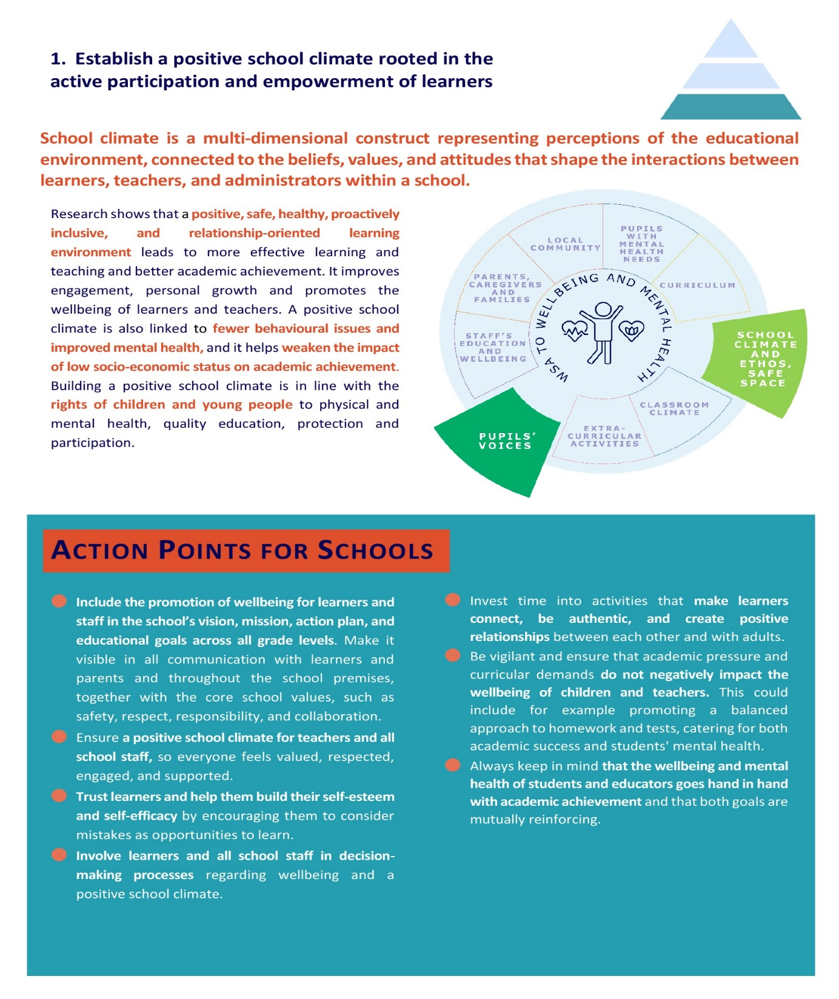 1. Establish a positive school climate rooted in the
active participation and empowerment of learners
School climate is a multi-dimensional construct representing perceptions of the educational
environment, connected to the beliefs, values, and attitudes that shape the interactions between
learners, teachers, and administrators within a school.
Research shows that a positive, safe, healthy, proactively
inclusive, and relationship-oriented learning
environment leads to more effective learning and
teaching and better academic achievement. It improves
engagement, personal growth and promotes the
wellbeing of learners and teachers. A positive school
climate is also linked to fewer behavioural issues and
improved mental health, and it helps weaken the impact
of low socio-economic status on academic achievement.
Building a positive school climate is in line with the
rights of children and young people to physical and
mental health, quality education, protection and
participation.
LOCAL
COMMUNITY
PUPILS
WITH
MENTAL
HEALTH
NEEDS
PARENTS,
CAREGIVERS
AND
FAMILIES
CURRICULUM
WSA TO WELLBEING AND MENTAL HEALTH
STAFF'S
EDUCATION
AND
WELLBEING
SCHOOL
CLIMATE
AND
ETHOS,
SAFE
SPACE
CLASSROOM
CLIMATE
EXTRA-
CURRICULAR
ACTIVITIES
PUPILS'
VOICES
ACTION POINTS FOR SCHOOLS
Include the promotion of wellbeing for learners and
staff in the school's vision, mission, action plan, and
educational goals across all grade levels. Make it
visible in all communication with learners and
parents and throughout the school premises,
together with the core school values, such as
safety, respect, responsibility, and collaboration.
Ensure a positive school climate for teachers and all
school staff, so everyone feels valued, respected,
engaged, and supported.
Trust learners and help them build their self-esteem
and self-efficacy by encouraging them to consider
mistakes as opportunities to learn.
Involve learners and all school staff in decision-
making processes regarding wellbeing and a
positive school climate.
Invest time into activities that make learners
connect, be authentic, and create positive
relationships between each other and with adults.
Be vigilant and ensure that academic pressure and
curricular demands do not negatively impact the
wellbeing of children and teachers. This could
include for example promoting a balanced
approach to homework and tests, catering for both
academic success and students' mental health.
Always keep in mind that the wellbeing and mental
health of students and educators goes hand in hand
with academic achievement and that both goals are
mutually reinforcing.